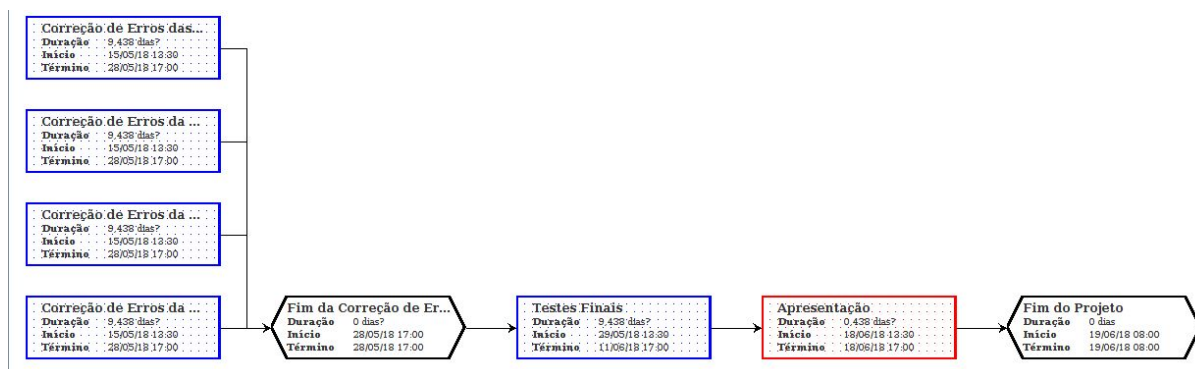 Correção de Erros das...
Duração 9,438 dias?
Início 15/05/18 13:30
Término 28/05/18 17:00
Correção de Erros da ...
Duração 9,438 dias?
Início 15/05/18 13:30
Término 28/05/18 17:00
Correção de Erros da ...
Duração 9,438 dias?
Início 15/05/18 13:30
Término 28/05/18 17:00
Correção de Erros da ...
Duração 9,438 dias?
Início 15/05/18 13:30
Término 28/05/18 17:00
Fim da Correção de Er...
Duração 0 dias?
Início 28/05/18 17:00
Término 28/05/18 17:00
Testes Finais
Duração 9,438 dias?
Início 29/05/18 13:30
Término 11/06/18 17:00
Apresentação
Duração 0,438 dias?
Início 18/06/18 13:30
Término 18/06/18 17:00
Fim do Projeto
Duração 0 dias
Início 19/06/18 08:00
Término 19/06/18 08:00